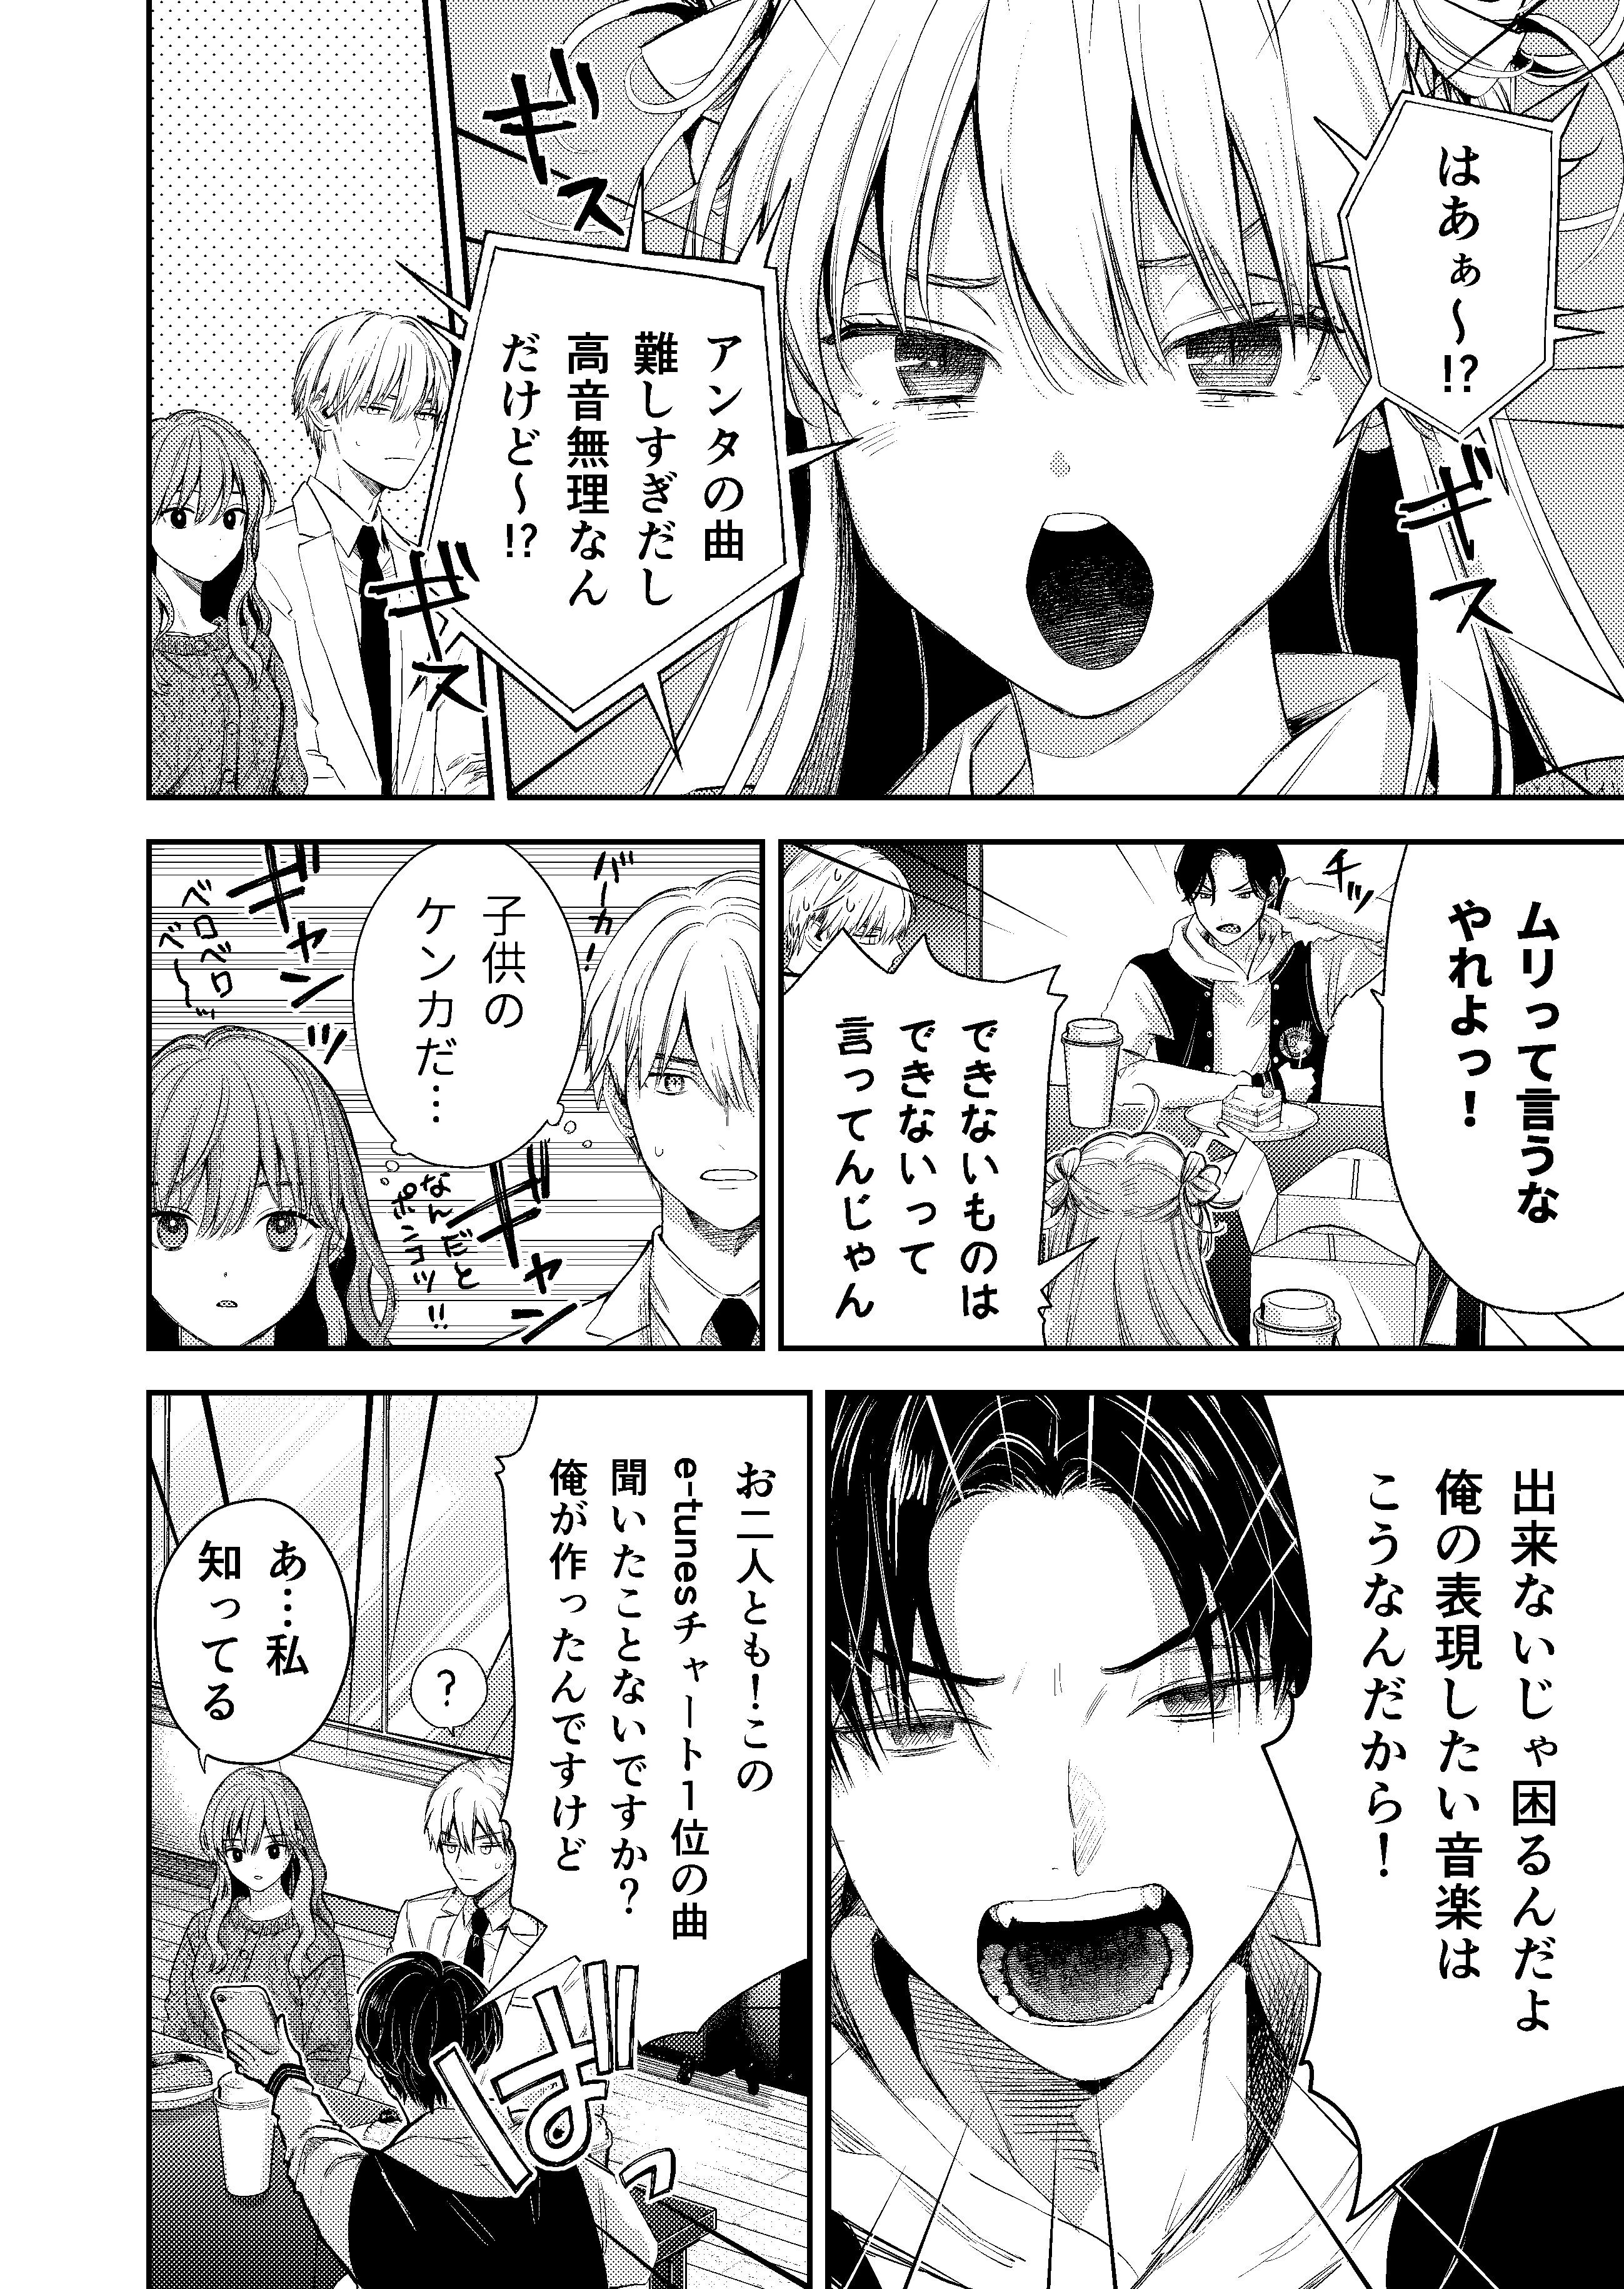 はあぁ〜!?
ギスギス
アンタの曲
難しすぎだし
高音無理なん
だけど〜!?
ギスギス
ギスギス
ムリって言うな
やれよっ！
チッ
できないものは
できないって
言ってんじゃん
バーカ！
子供の
ケンカだ…
ギャンッ
ベロベロ
ベ〜ッ
なんだと
ポンコツ!!
ギャン
出来ないじゃ困るんだよ
俺の表現したい音楽は
こうなんだから！
お二人とも！この
e-tunesチャート1位の曲
聞いたことないですか？
俺が作ったんですけど
?
あ…私
知ってる
ばっ